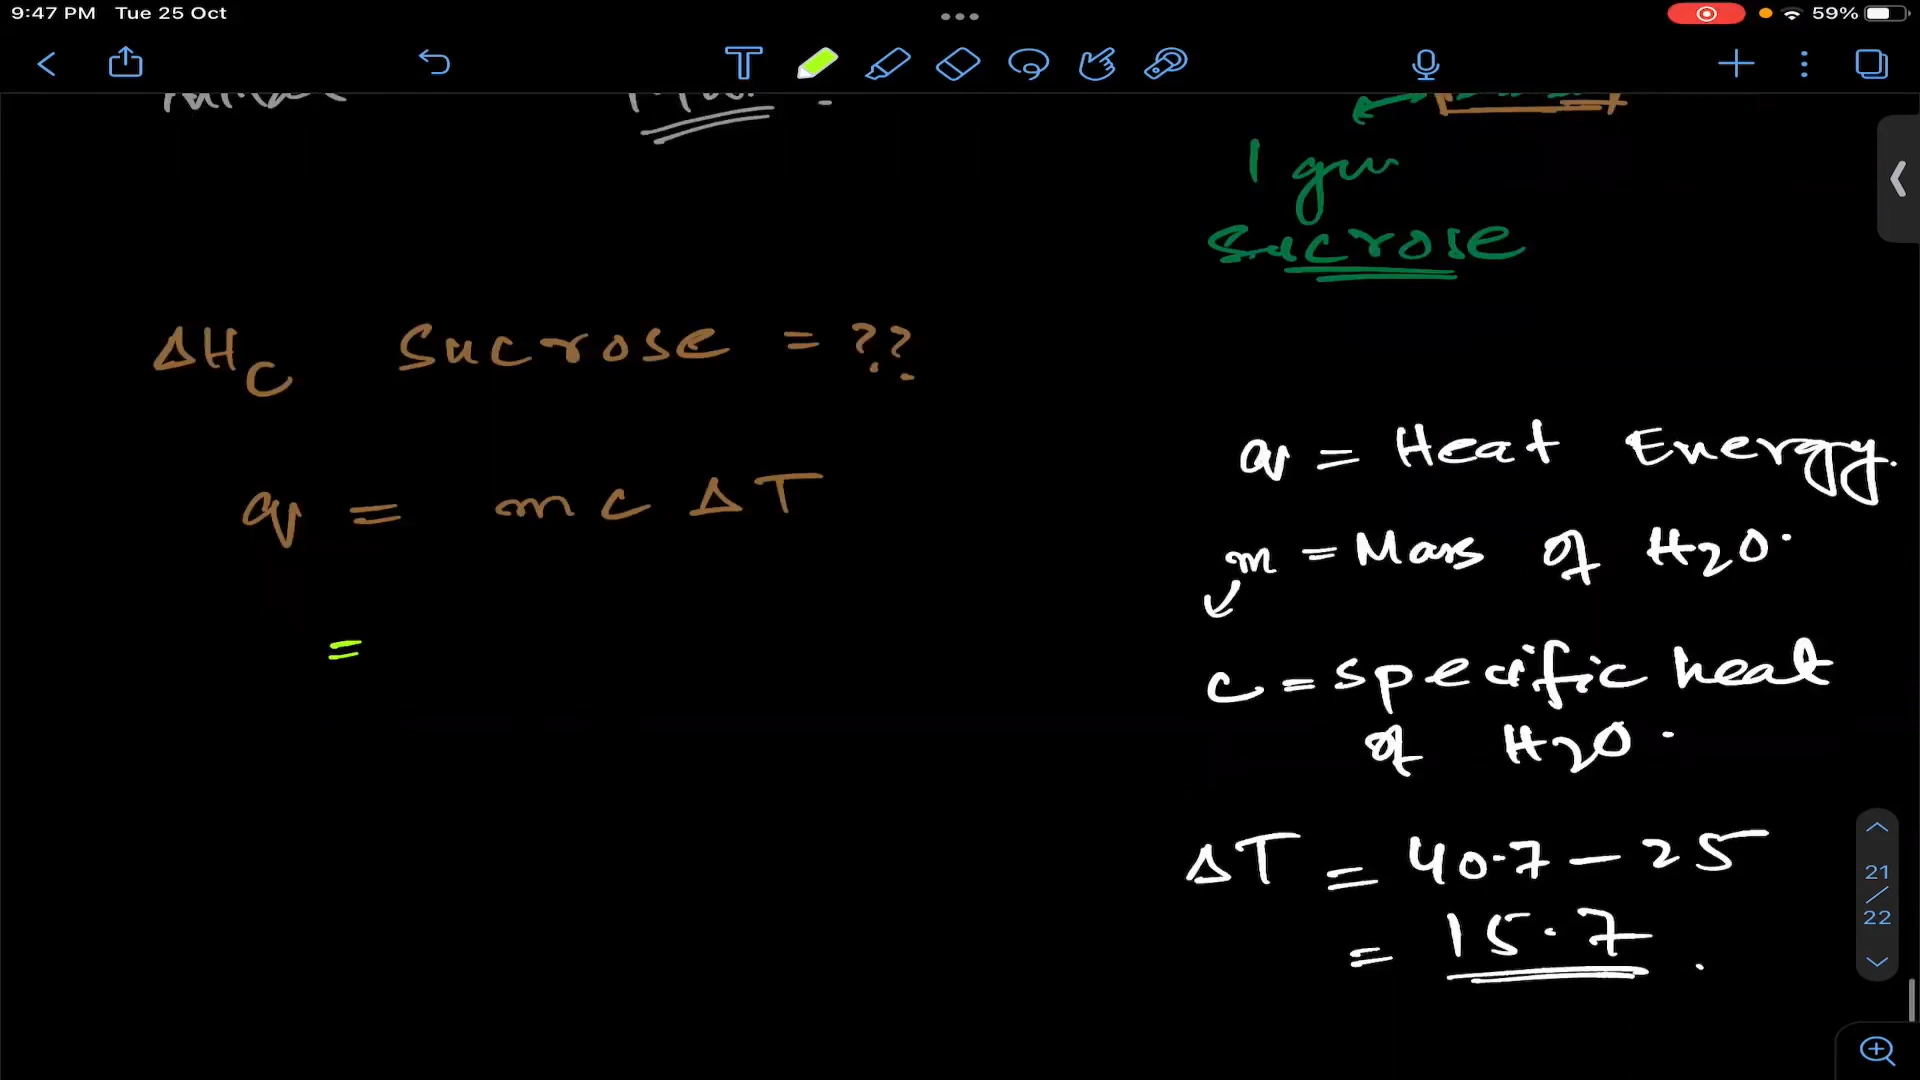 9:47 PM Tue 25 Oct
59%
T
1 gm
Sucrose
ΔHc Sucrose = ??
q = Heat Energy.
q = m c ΔT
m = Mass of H2O.
=
c = specific heat
of H2O.
ΔT = 40.7 - 25
21
22
= 15.7